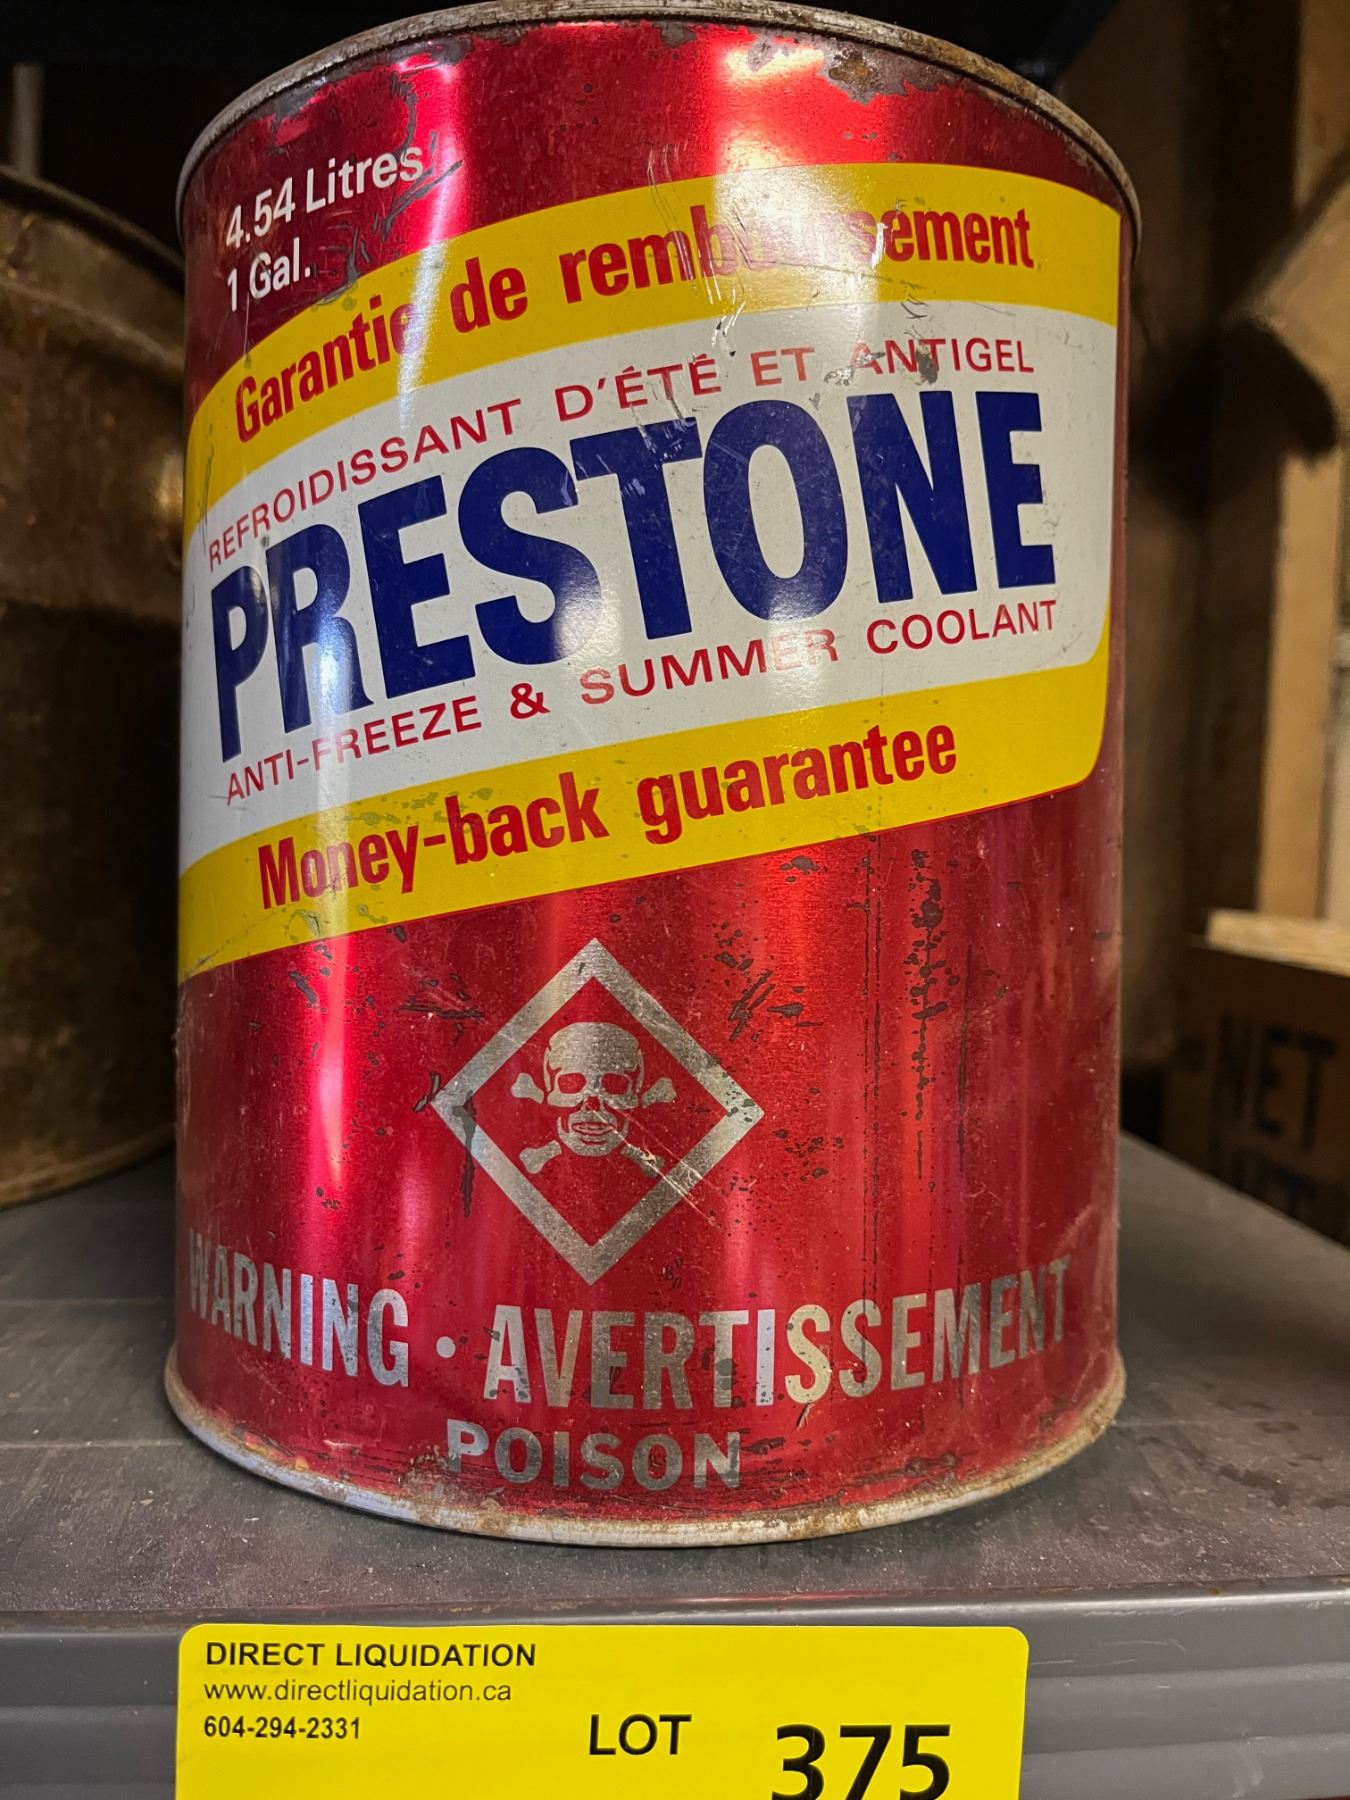 4.54 Litres
1 Gal.
Garantie de remboursement
REFROIDISSANT D'ÉTÉ ET ANTIGEL
PRESTONE
ANTI-FREEZE & SUMMER COOLANT
Money-back guarantee
WARNING • AVERTISSEMENT
POISON
NET
DIRECT LIQUIDATION
www.directliquidation.ca
604-294-2331
LOT 375